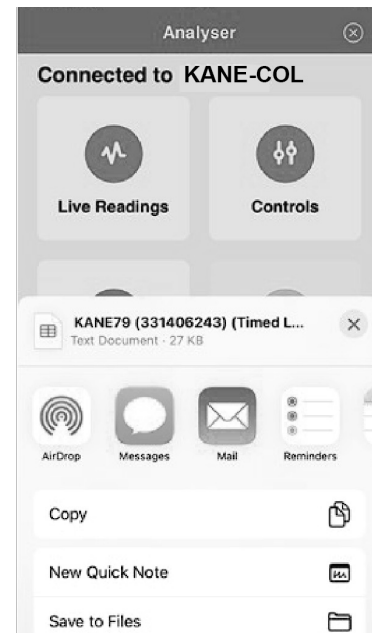 Analyser
Connected to KANE-COL
Live Readings Controls
KANE79 (331406243) (Timed L...
Text Document · 27 KB
AirDrop Messages Mail Reminders
Copy
New Quick Note
Save to Files